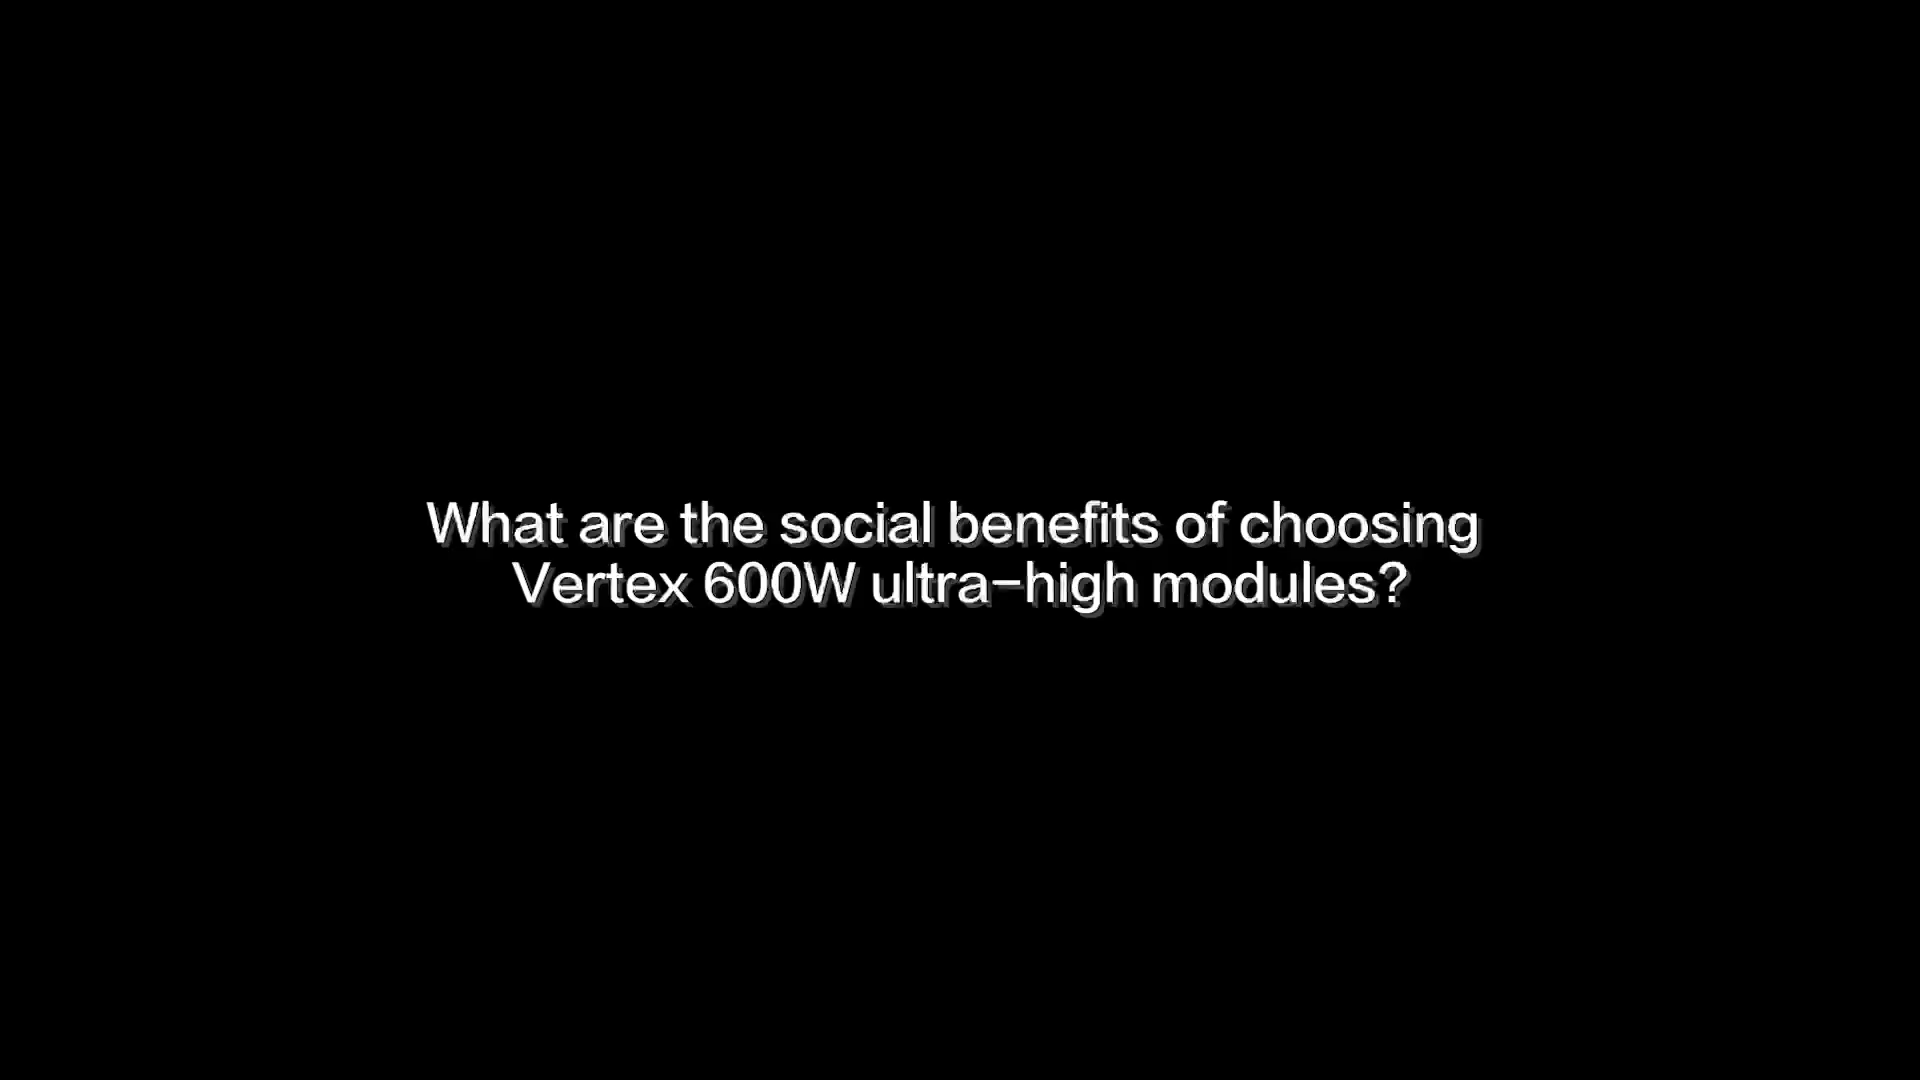 What are the social benefits of choosing
Vertex 600W ultra-high modules?